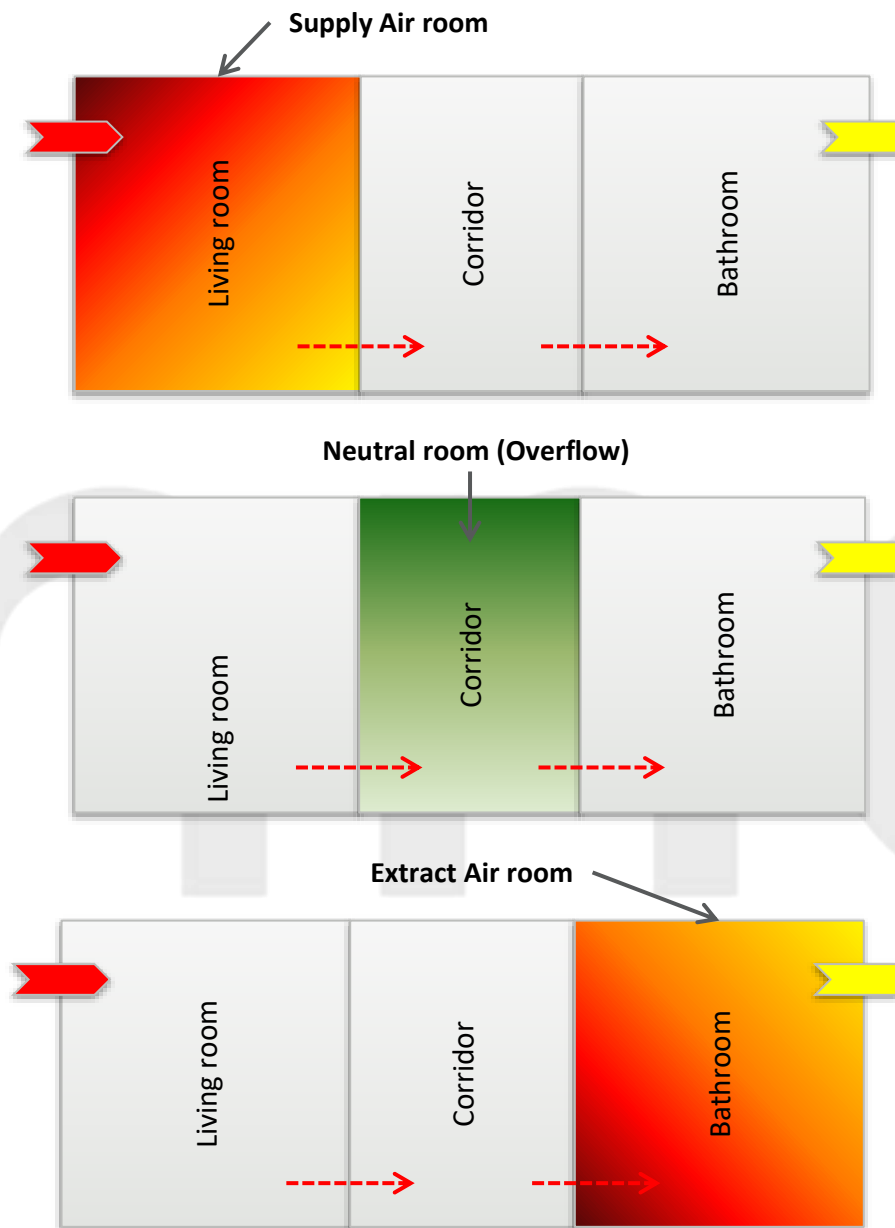 Supply Air room
Living room
Corridor
Bathroom
Neutral room (Overflow)
Living room
Corridor
Bathroom
Extract Air room
Living room
Corridor
Bathroom